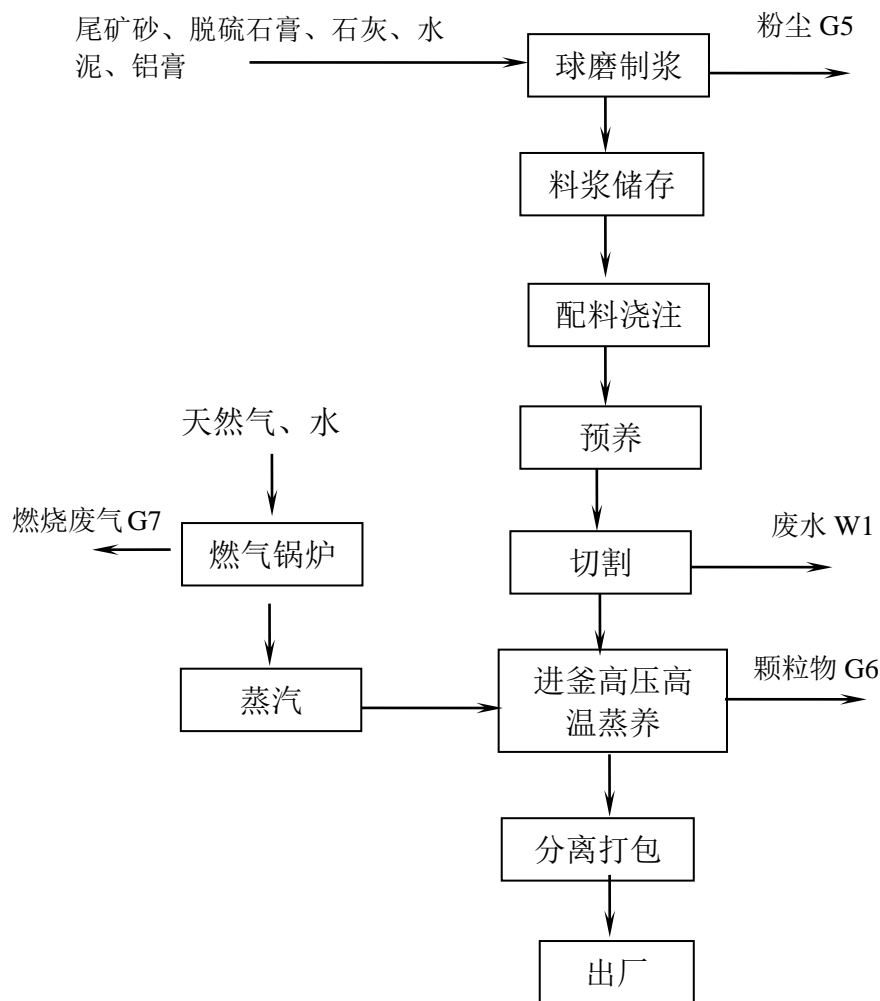 尾矿砂、脱硫石膏、石灰、水
泥、铝膏
粉尘 G5
球磨制浆
料浆储存
配料浇注
天然气、水
预养
燃烧废气 G7
燃气锅炉
切割
废水 W1
蒸汽
进釜高压高
温蒸养
颗粒物 G6
分离打包
出厂